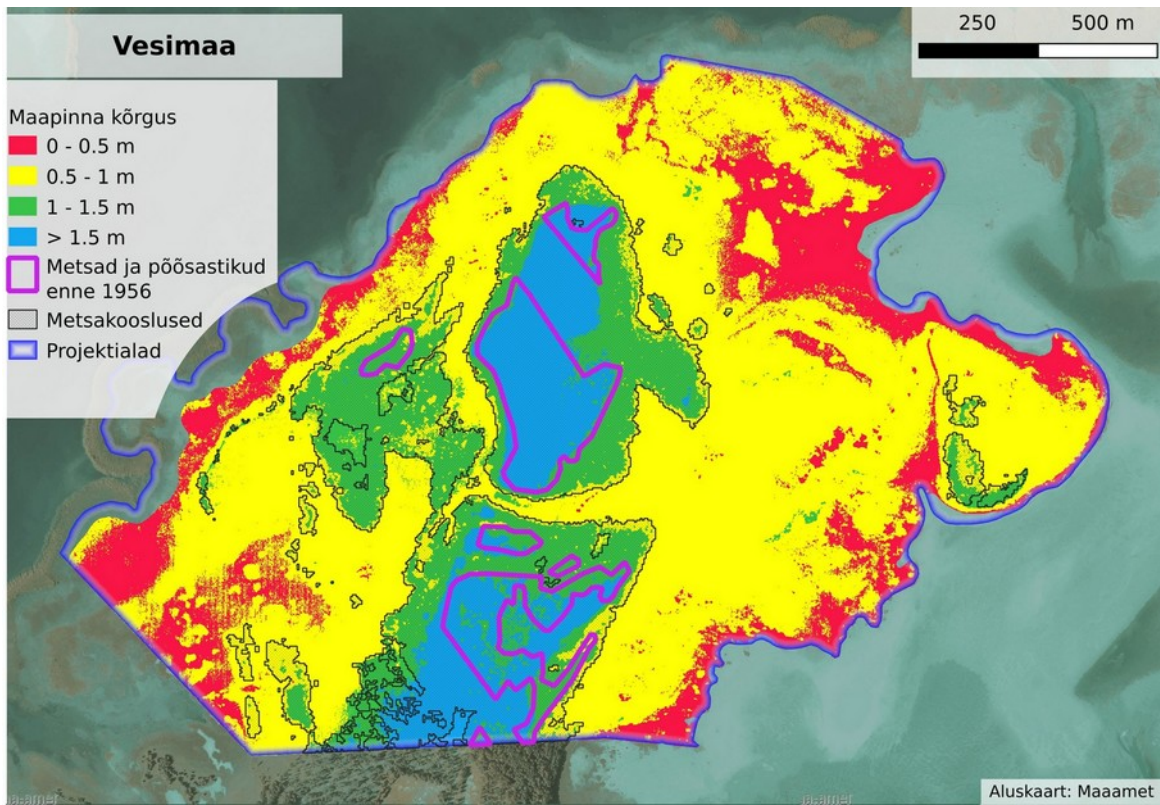 Vesimaa
250 500 m
Maapinna kõrgus
0 - 0.5 m
0.5 - 1 m
1 - 1.5 m
> 1.5 m
Metsad ja põõsastikud
enne 1956
Metsakooslused
Projektialad
Aluskaart: Maaamet